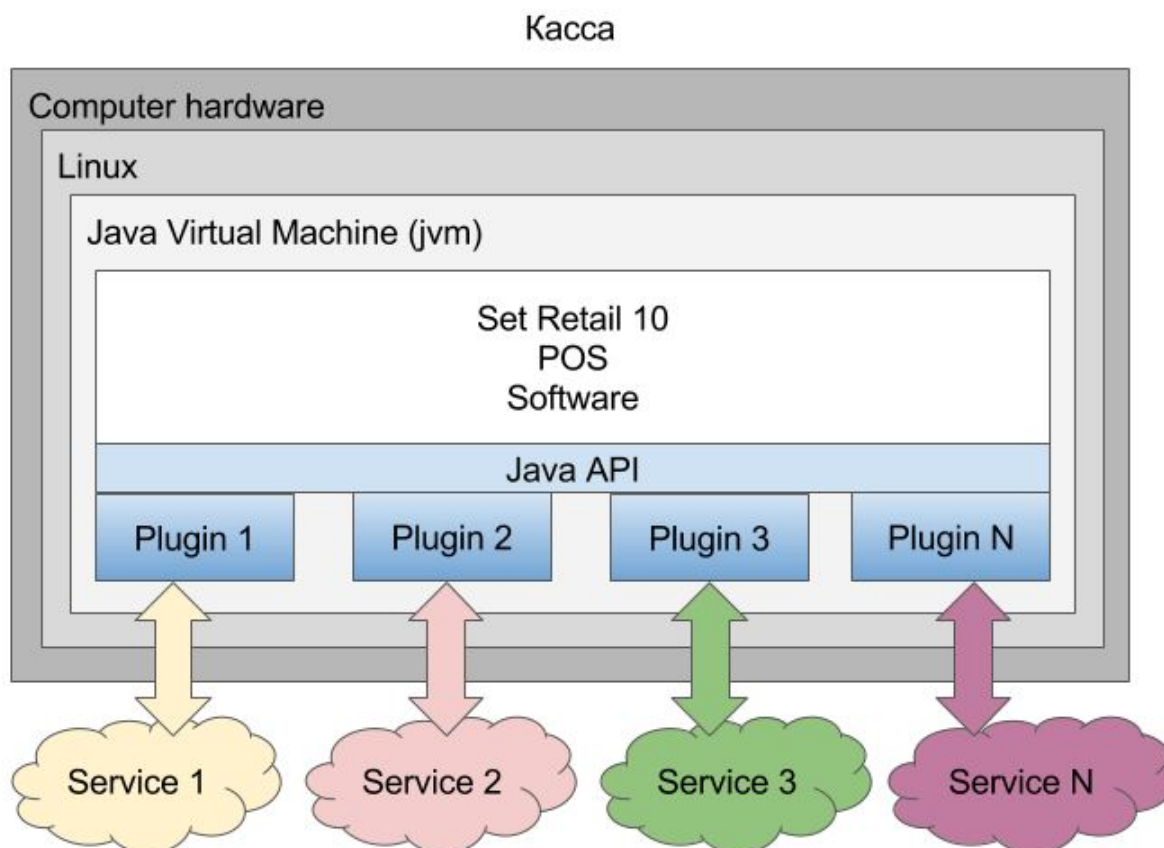 Касса
Computer hardware
Linux
Java Virtual Machine (jvm)
Set Retail 10
POS
Software
Java API
Plugin 1
Plugin 2
Plugin 3
Plugin N
Service 1
Service 2
Service 3
Service N